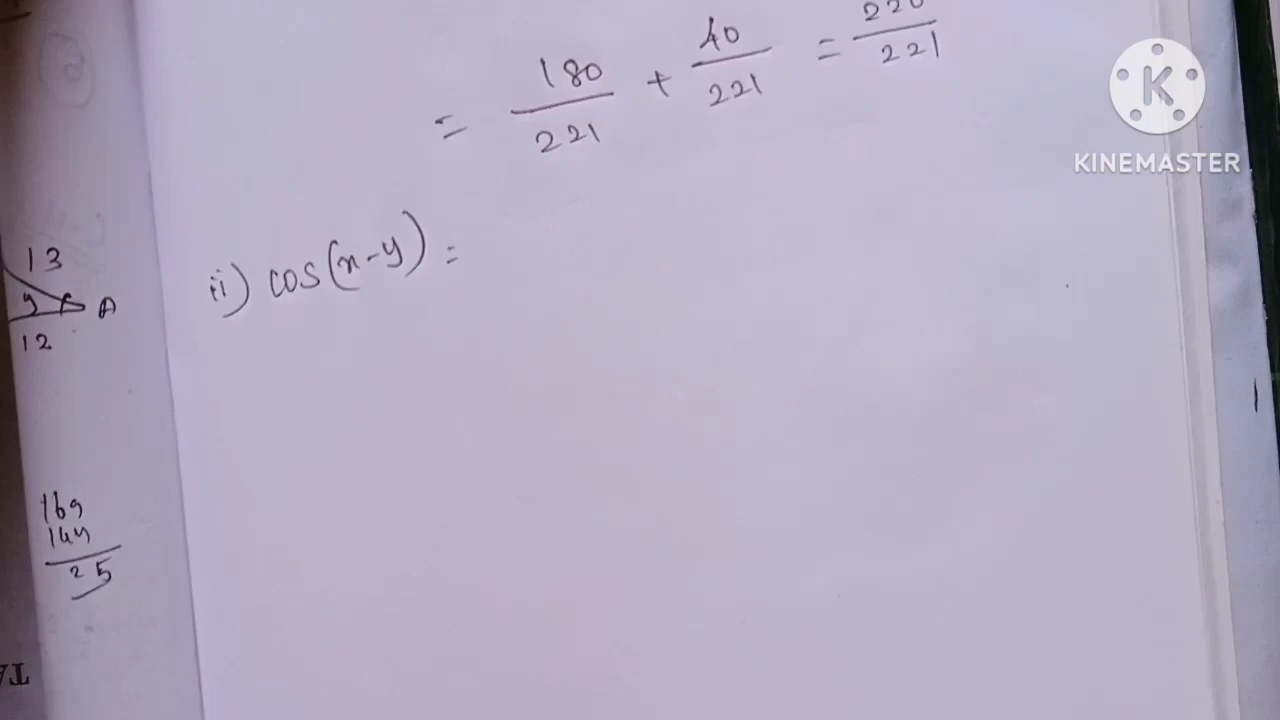 = 180/221 + 40/221 = 220/221
KINEMASTER
ii) cos(x-y) =
13
y A
12
169
144
25